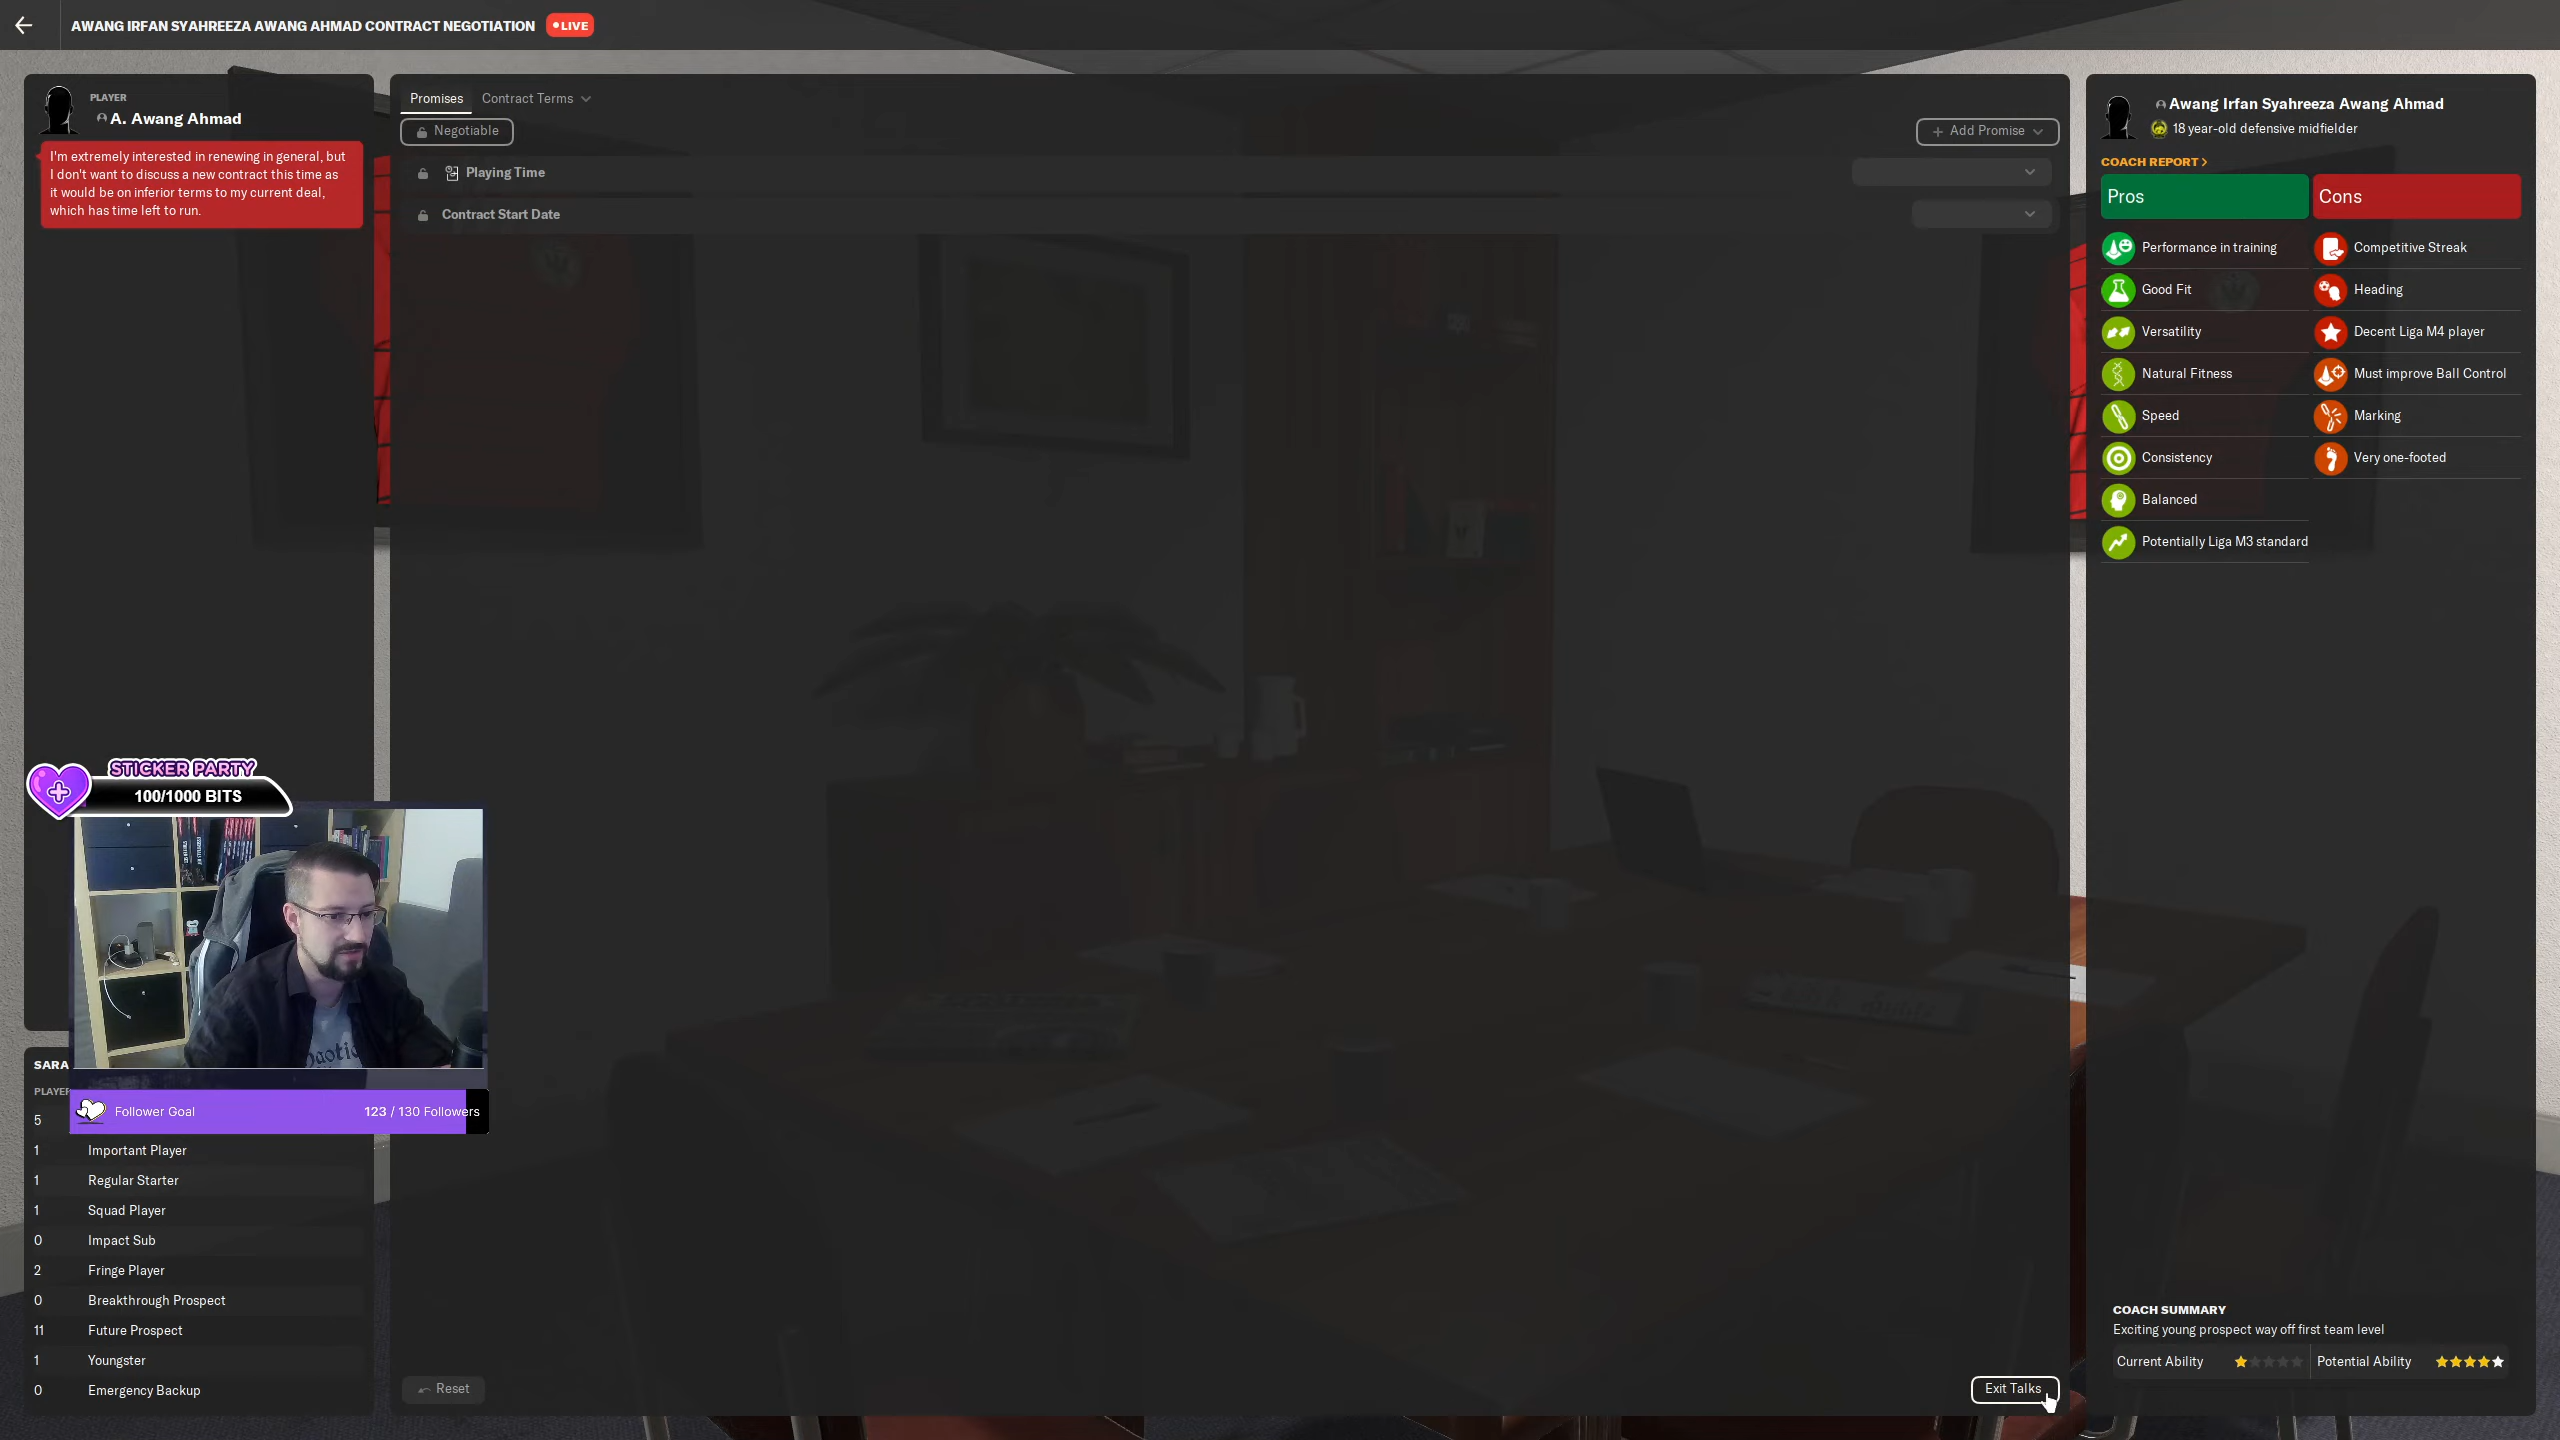 AWANG IRFAN SYAHREEZA AWANG AHMAD CONTRACT NEGOTIATION
LIVE
PLAYER
A. Awang Ahmad
I'm extremely interested in renewing in general, but
I don't want to discuss a new contract this time as
it would be on inferior terms to my current deal,
which has time left to run.
Promises
Contract Terms
Negotiable
+ Add Promise
Playing Time
Contract Start Date
Awang Irfan Syahreeza Awang Ahmad
18 year-old defensive midfielder
COACH REPORT >
Pros
Cons
Performance in training
Competitive Streak
Good Fit
Heading
Versatility
Decent Liga M4 player
Natural Fitness
Must improve Ball Control
Speed
Marking
Consistency
Very one-footed
Balanced
Potentially Liga M3 standard
STICKER PARTY
100/1000 BITS
SARA
PLAYER
5
Follower Goal
123 / 130 Followers
1 Important Player
1 Regular Starter
1 Squad Player
0 Impact Sub
2 Fringe Player
0 Breakthrough Prospect
11 Future Prospect
1 Youngster
0 Emergency Backup
Reset
Exit Talks
COACH SUMMARY
Exciting young prospect way off first team level
Current Ability
Potential Ability